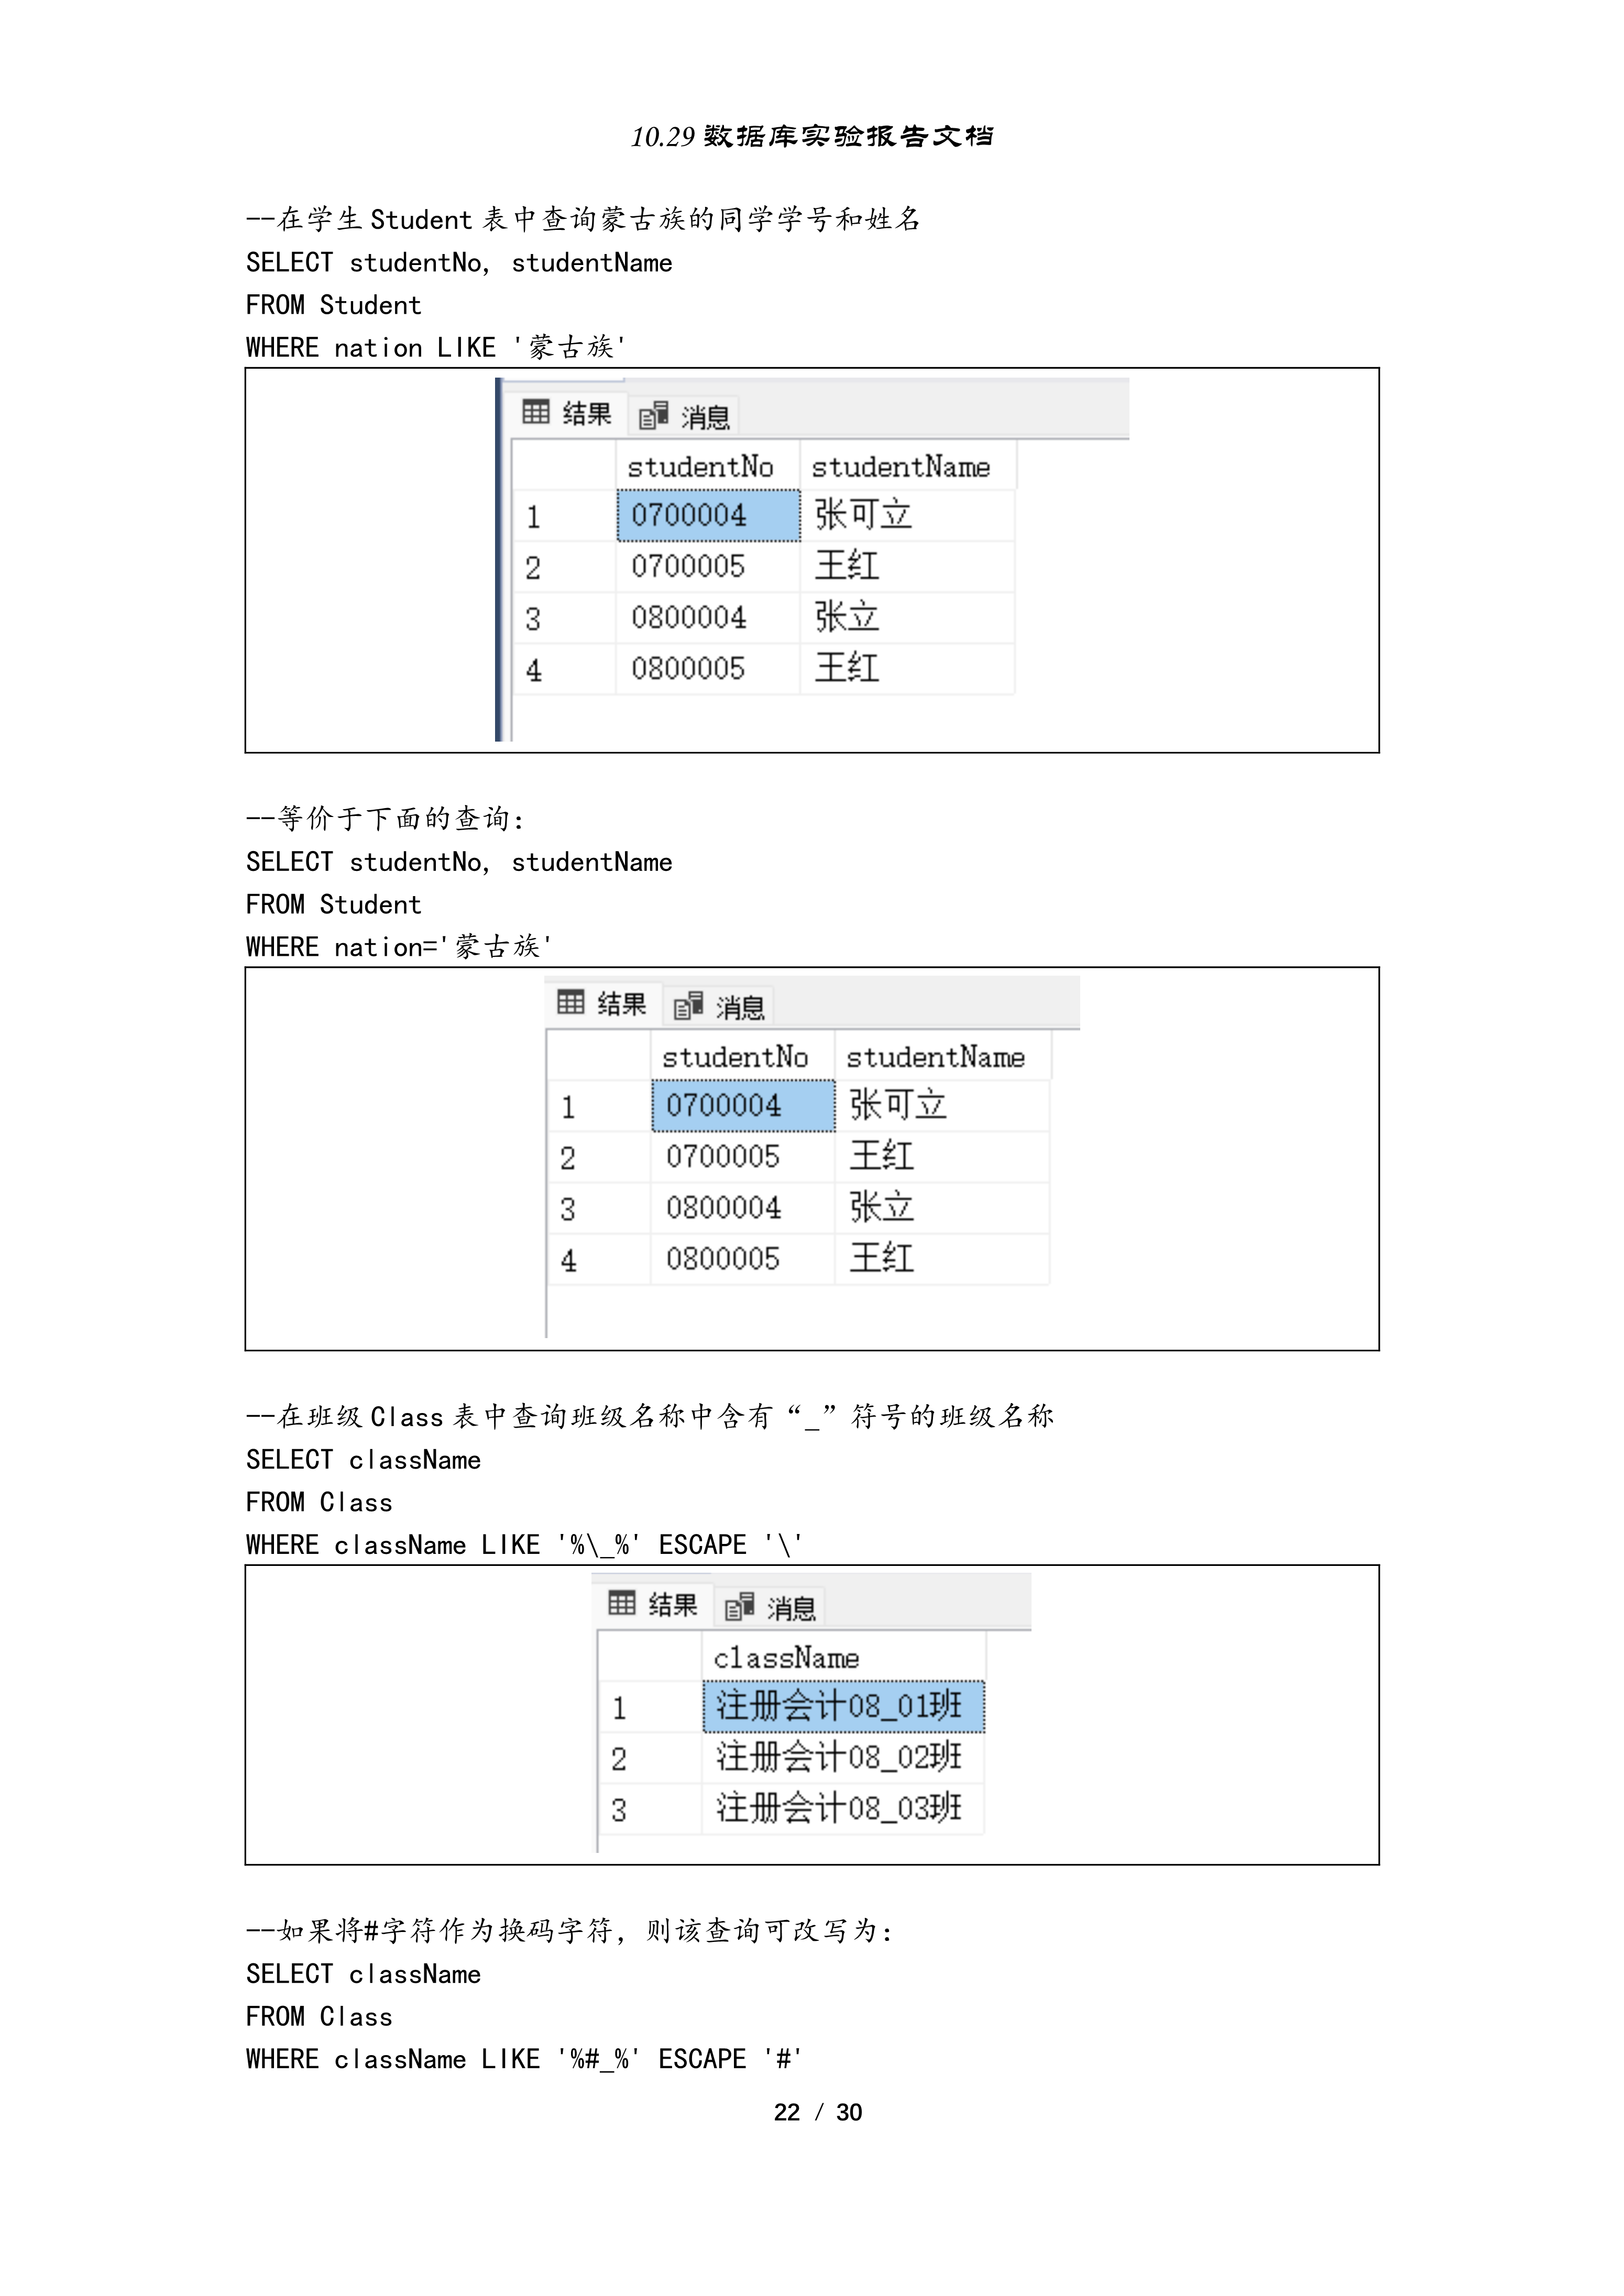 10.29 数据库实验报告文档
--在学生 Student 表中查询蒙古族的同学学号和姓名
SELECT studentNo, studentName
FROM Student
WHERE nation LIKE '蒙古族'
结果 消息
studentNo studentName
1 0700004 张可立
2 0700005 王红
3 0800004 张立
4 0800005 王红
--等价于下面的查询：
SELECT studentNo, studentName
FROM Student
WHERE nation='蒙古族'
结果 消息
studentNo studentName
1 0700004 张可立
2 0700005 王红
3 0800004 张立
4 0800005 王红
--在班级 Class 表中查询班级名称中含有“_”符号的班级名称
SELECT className
FROM Class
WHERE className LIKE '%\_%' ESCAPE '\'
结果 消息
className
1 注册会计08_01班
2 注册会计08_02班
3 注册会计08_03班
--如果将#字符作为换码字符，则该查询可改写为：
SELECT className
FROM Class
WHERE className LIKE '%#_%' ESCAPE '#'
22 / 30